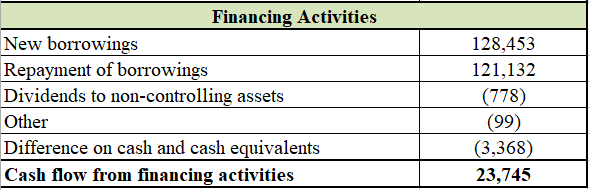 Financing Activities
New borrowings 128,453
Repayment of borrowings 121,132
Dividends to non-controlling assets (778)
Other (99)
Difference on cash and cash equivalents (3,368)
Cash flow from financing activities 23,745